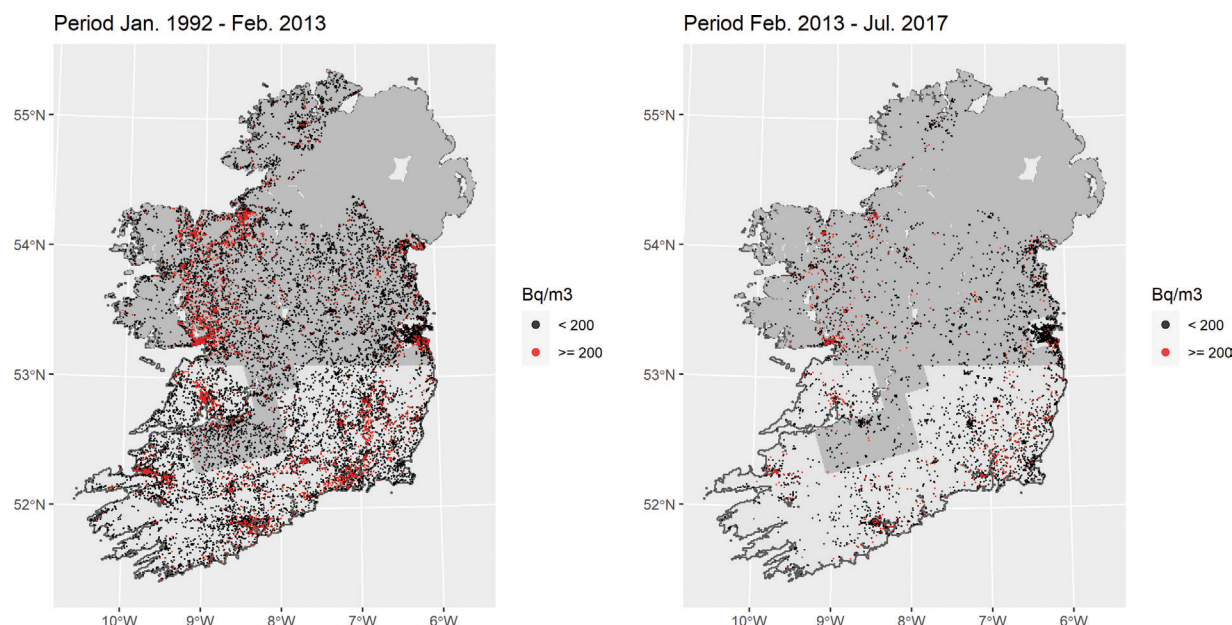 Period Jan. 1992 - Feb. 2013
55°N
54°N
53°N
52°N
10°W 9°W 8°W 7°W 6°W
Bq/m3
< 200
>= 200
Period Feb. 2013 - Jul. 2017
55°N
54°N
53°N
52°N
10°W 9°W 8°W 7°W 6°W
Bq/m3
< 200
>= 200